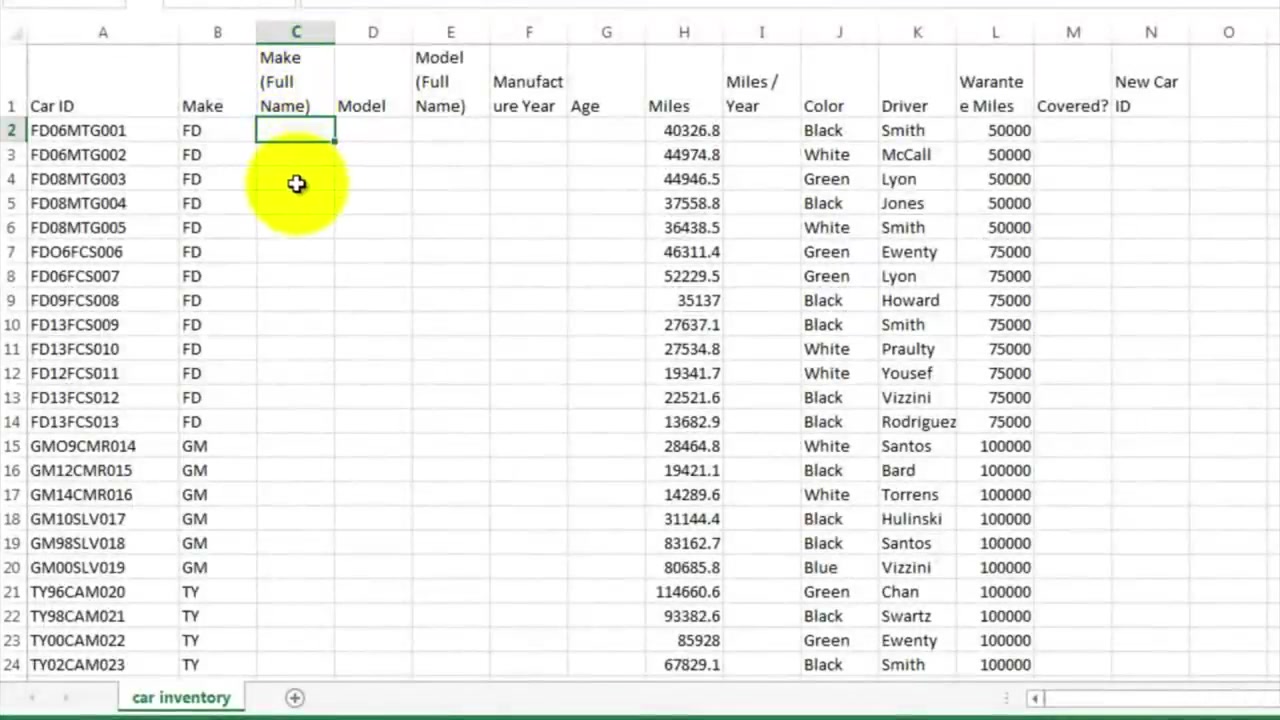 A B C D E F G H I J K L M N O
1 Car ID Make Make (Full Name) Model Model (Full Name) Manufact ure Year Age Miles Miles / Year Color Driver Warante e Miles Covered? New Car ID
2 FD06MTG001 FD 40326.8 Black Smith 50000
3 FD06MTG002 FD 44974.8 White McCall 50000
4 FD08MTG003 FD 44946.5 Green Lyon 50000
5 FD08MTG004 FD 37558.8 Black Jones 50000
6 FD08MTG005 FD 36438.5 White Smith 50000
7 FDO6FCS006 FD 46311.4 Green Ewenty 75000
8 FD06FCS007 FD 52229.5 Green Lyon 75000
9 FD09FCS008 FD 35137 Black Howard 75000
10 FD13FCS009 FD 27637.1 Black Smith 75000
11 FD13FCS010 FD 27534.8 White Praulty 75000
12 FD12FCS011 FD 19341.7 White Yousef 75000
13 FD13FCS012 FD 22521.6 Black Vizzini 75000
14 FD13FCS013 FD 13682.9 Black Rodriguez 75000
15 GMO9CMR014 GM 28464.8 White Santos 100000
16 GM12CMR015 GM 19421.1 Black Bard 100000
17 GM14CMR016 GM 14289.6 White Torrens 100000
18 GM10SLV017 GM 31144.4 Black Hulinski 100000
19 GM98SLV018 GM 83162.7 Black Santos 100000
20 GM00SLV019 GM 80685.8 Blue Vizzini 100000
21 TY96CAM020 TY 114660.6 Green Chan 100000
22 TY98CAM021 TY 93382.6 Black Swartz 100000
23 TY00CAM022 TY 85928 Green Ewenty 100000
24 TY02CAM023 TY 67829.1 Black Smith 100000
car inventory